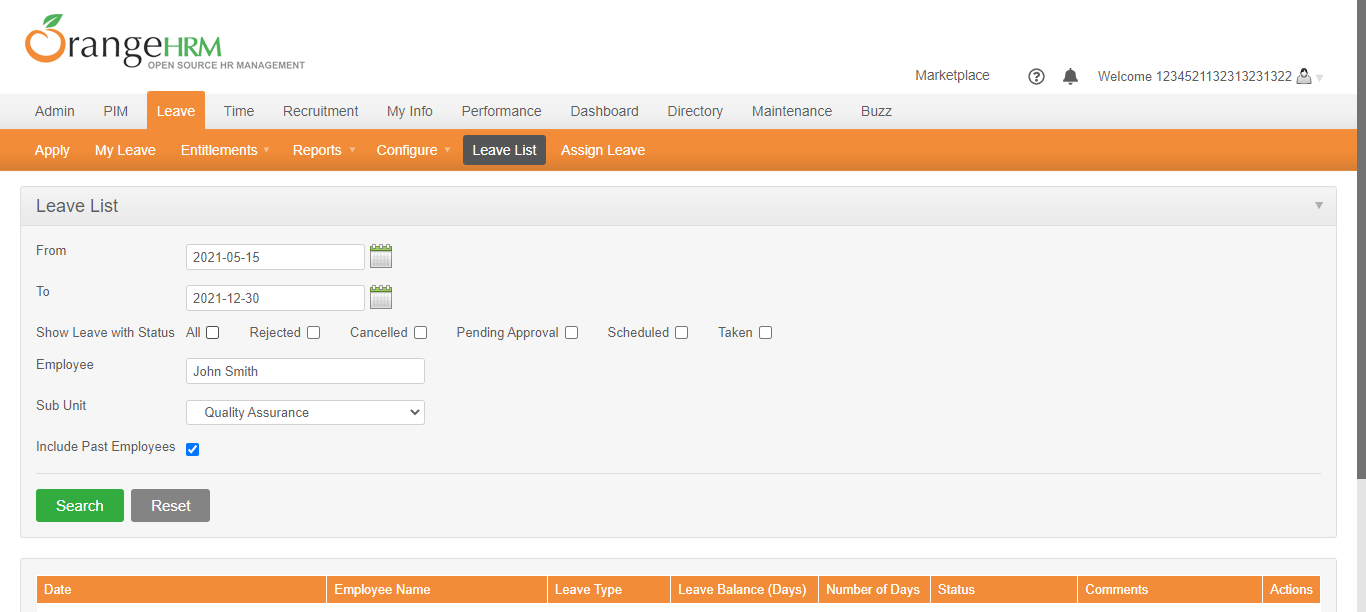 OrangeHRM
OPEN SOURCE HR MANAGEMENT
Marketplace ? Welcome 1234521132313231322
Admin PIM Leave Time Recruitment My Info Performance Dashboard Directory Maintenance Buzz
Apply My Leave Entitlements Reports Configure Leave List Assign Leave
Leave List
From 2021-05-15
To 2021-12-30
Show Leave with Status All Rejected Cancelled Pending Approval Scheduled Taken
Employee John Smith
Sub Unit Quality Assurance
Include Past Employees
Search Reset
Date Employee Name Leave Type Leave Balance (Days) Number of Days Status Comments Actions